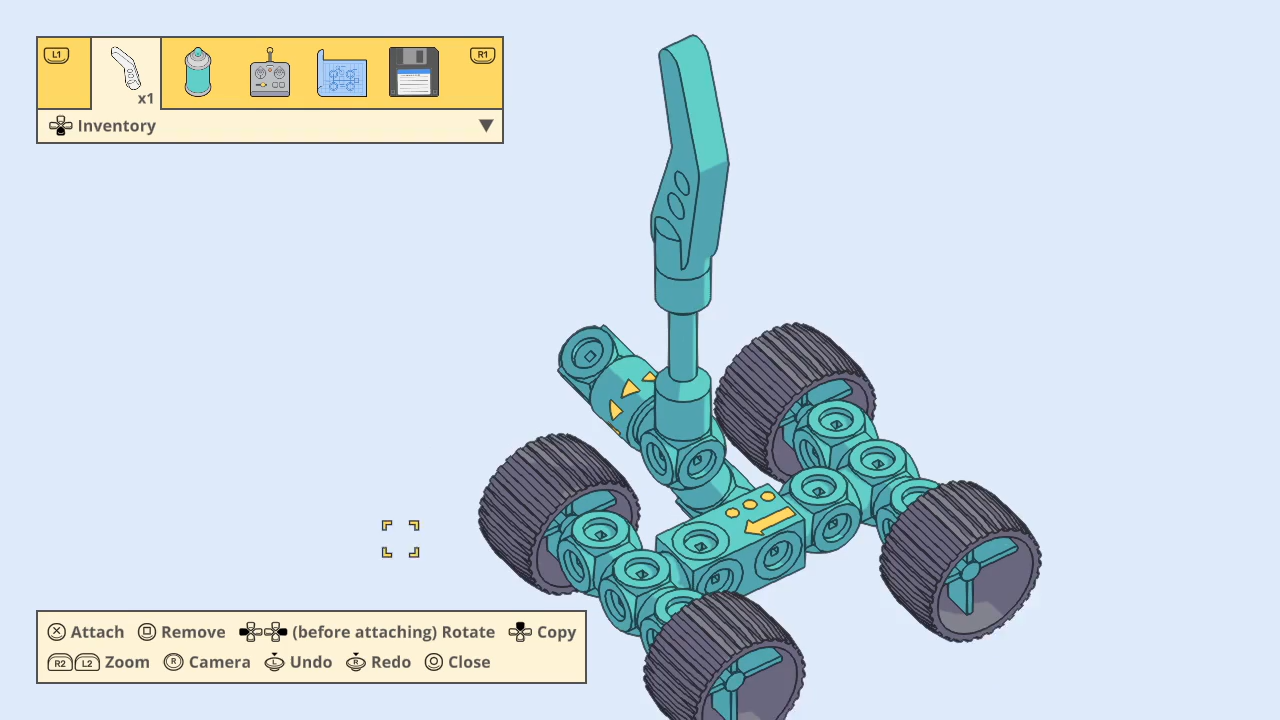 L1
R1
x1
Inventory
Attach Remove (before attaching) Rotate Copy
R2 L2 Zoom R Camera L Undo R Redo Close